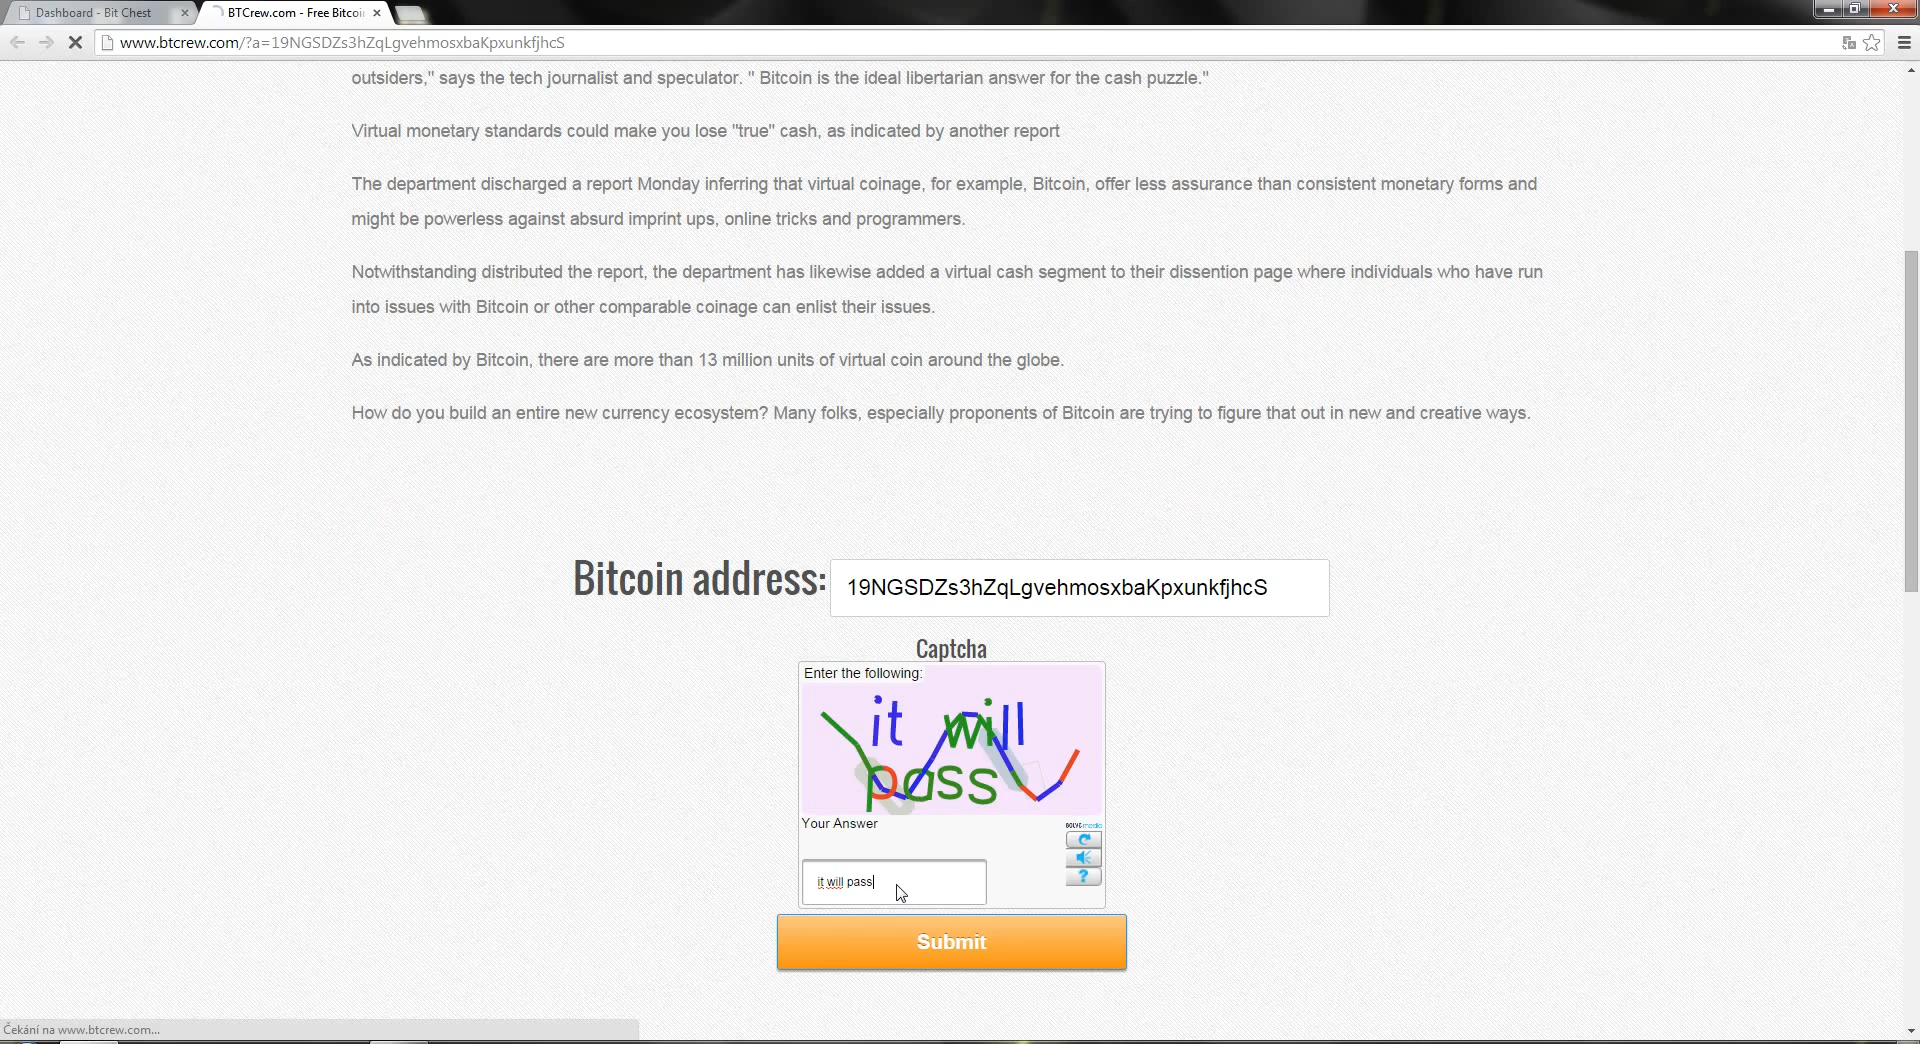 Dashboard - Bit Chest
BTCrew.com - Free Bitcoi
www.btcrew.com/?a=19NGSDZs3hZqLgvehmosxbaKpxunkfjhcS
outsiders," says the tech journalist and speculator. " Bitcoin is the ideal libertarian answer for the cash puzzle."
Virtual monetary standards could make you lose "true" cash, as indicated by another report
The department discharged a report Monday inferring that virtual coinage, for example, Bitcoin, offer less assurance than consistent monetary forms and
might be powerless against absurd imprint ups, online tricks and programmers.
Notwithstanding distributed the report, the department has likewise added a virtual cash segment to their dissention page where individuals who have run
into issues with Bitcoin or other comparable coinage can enlist their issues.
As indicated by Bitcoin, there are more than 13 million units of virtual coin around the globe.
How do you build an entire new currency ecosystem? Many folks, especially proponents of Bitcoin are trying to figure that out in new and creative ways.
Bitcoin address: 19NGSDZs3hZqLgvehmosxbaKpxunkfjhcS
Captcha
Enter the following:
it will
pass
Your Answer
solve media
it will pass
Submit
Čekání na www.btcrew.com...